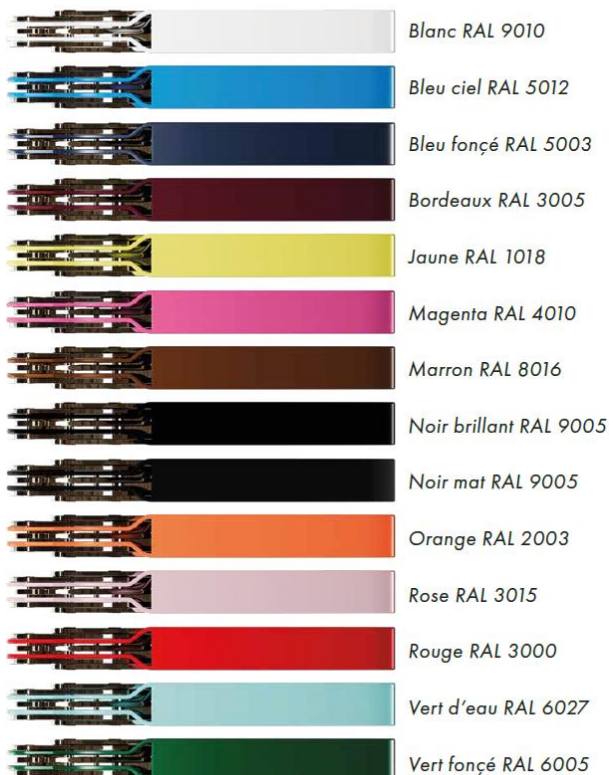 Blanc RAL 9010
Bleu ciel RAL 5012
Bleu fonçé RAL 5003
Bordeaux RAL 3005
Jaune RAL 1018
Magenta RAL 4010
Marron RAL 8016
Noir brillant RAL 9005
Noir mat RAL 9005
Orange RAL 2003
Rose RAL 3015
Rouge RAL 3000
Vert d'eau RAL 6027
Vert fonçé RAL 6005